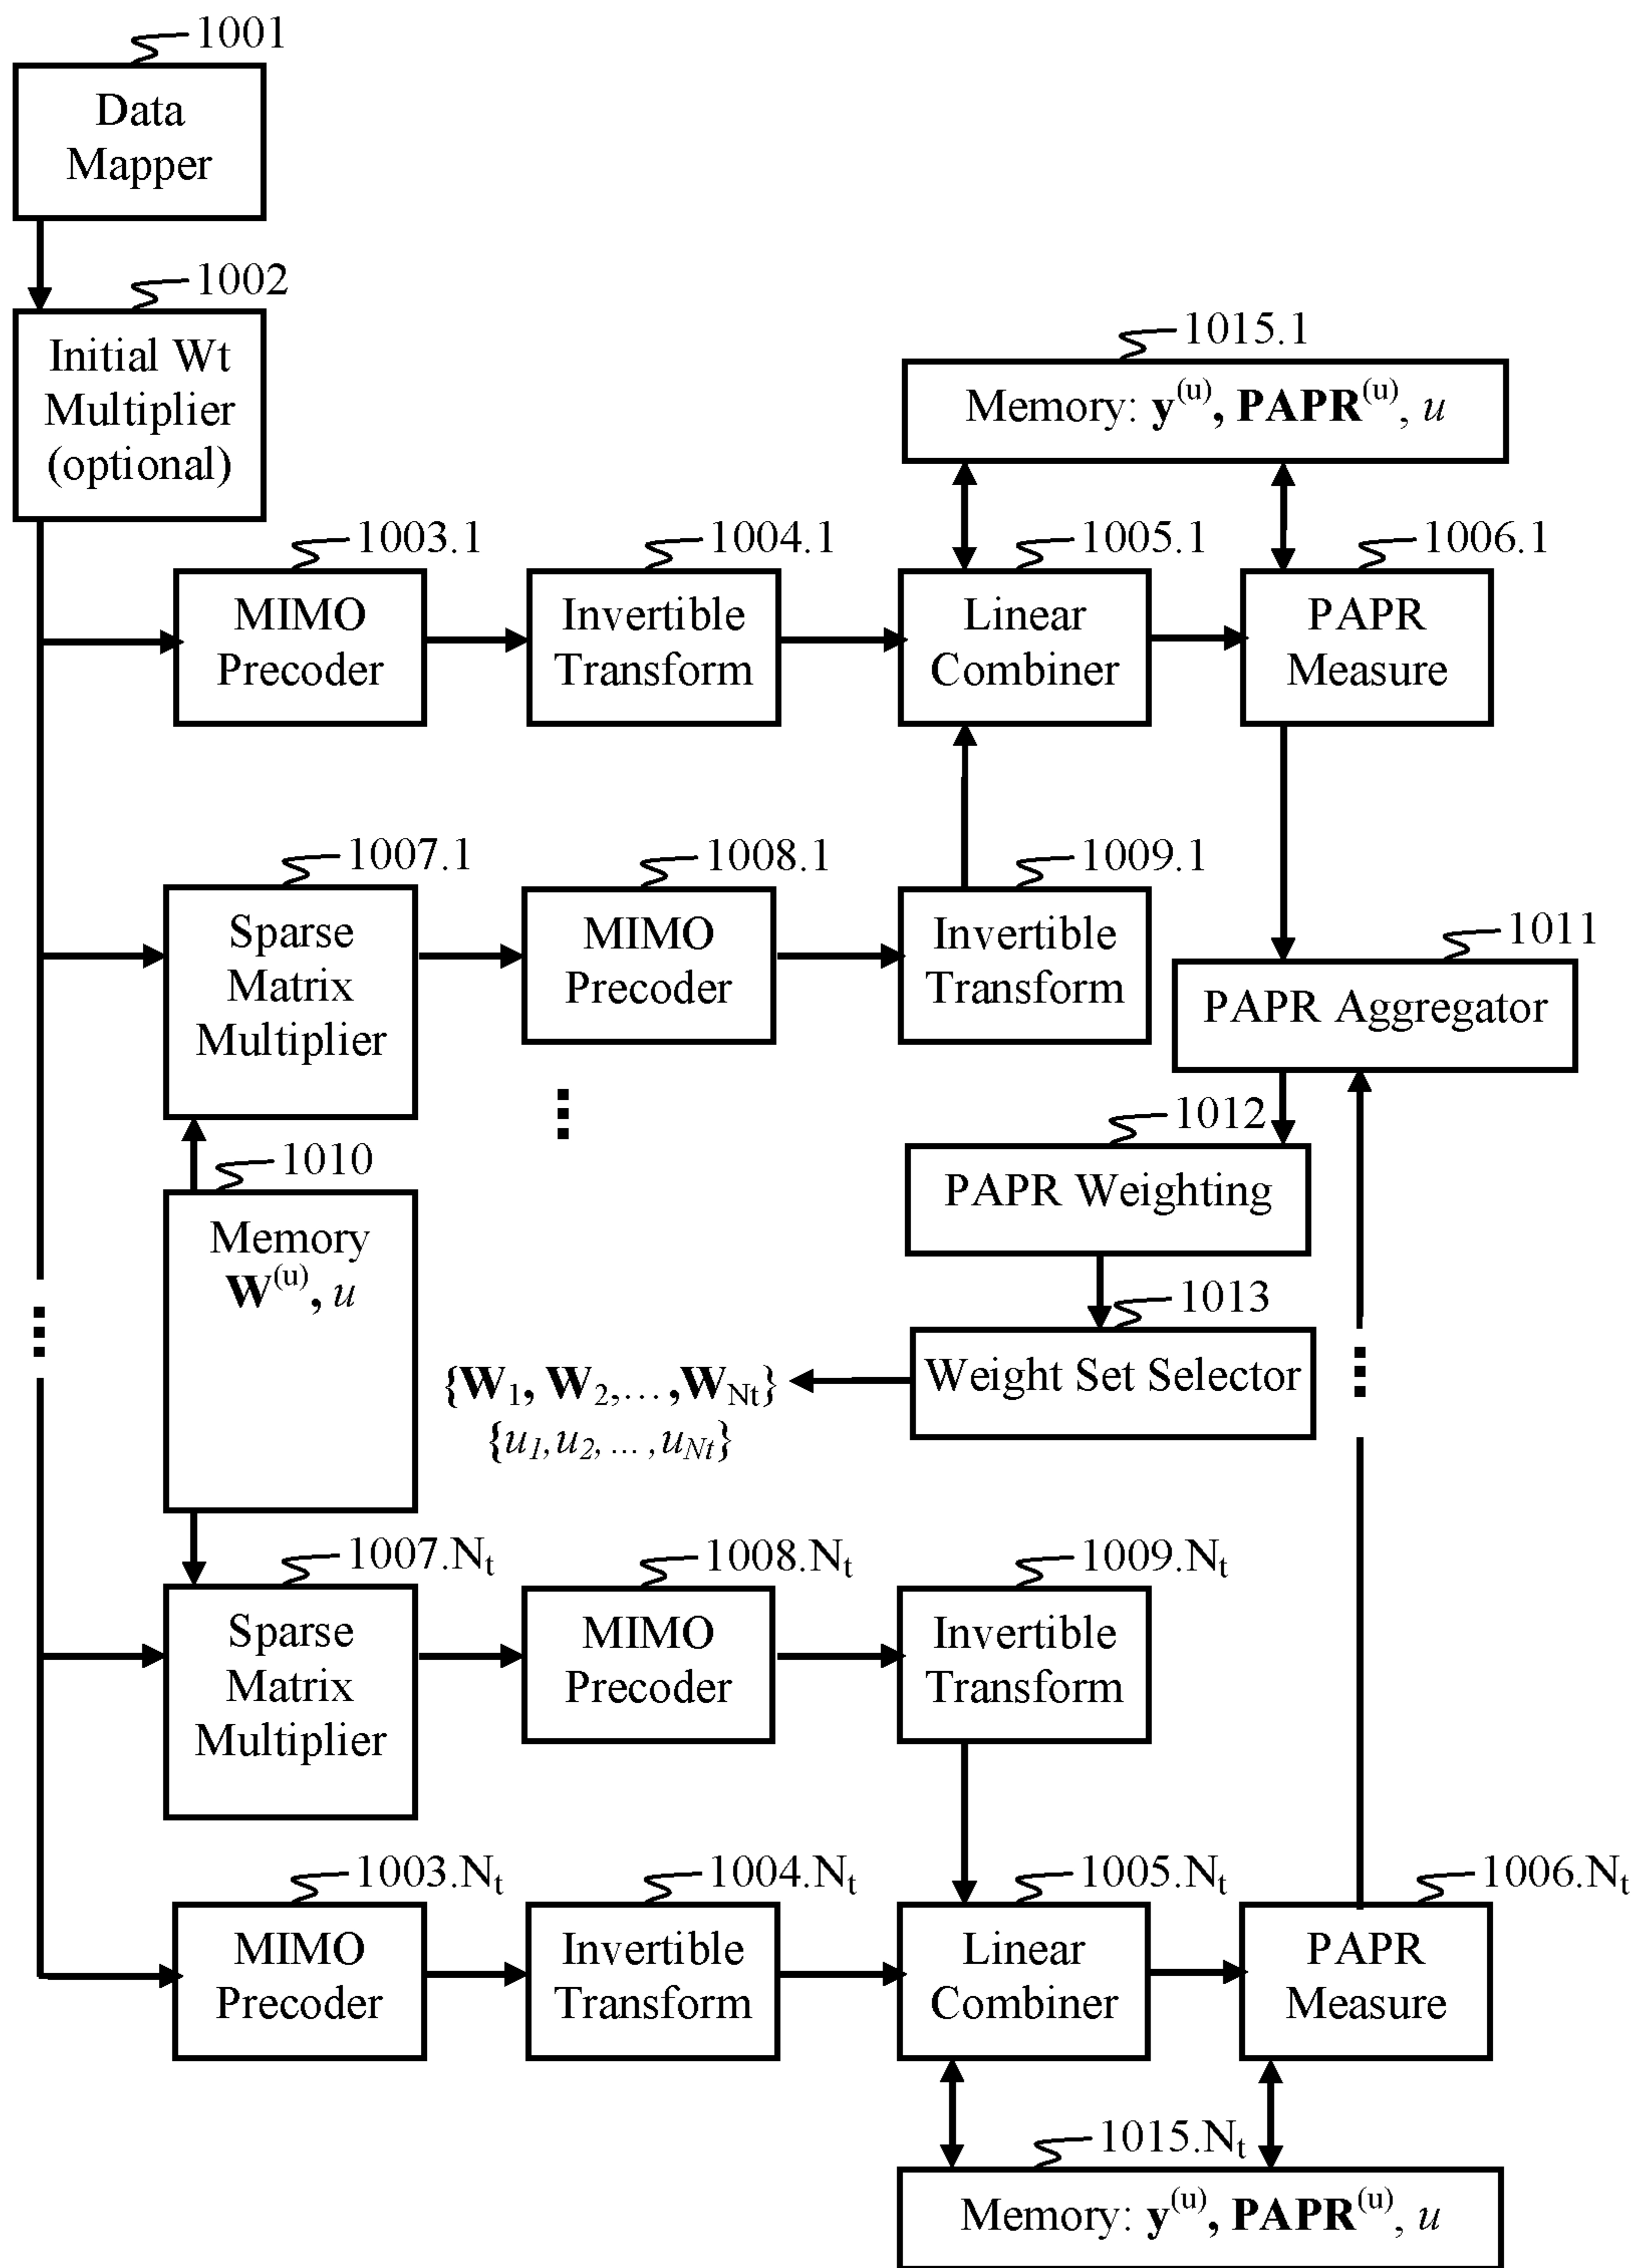 1001
Data
Mapper
1002
Initial Wt
Multiplier
(optional)
1015.1
Memory: y(u), PAPR(u), u
1003.1
MIMO
Precoder
1004.1
Invertible
Transform
1005.1
Linear
Combiner
1006.1
PAPR
Measure
1007.1
Sparse
Matrix
Multiplier
1008.1
MIMO
Precoder
1009.1
Invertible
Transform
1011
PAPR Aggregator
1010
Memory
W(u), u
1012
PAPR Weighting
1013
Weight Set Selector
{W1, W2,...,WNt}
{u1,u2, ... ,uNt}
1007.Nt
Sparse
Matrix
Multiplier
1008.Nt
MIMO
Precoder
1009.Nt
Invertible
Transform
1003.Nt
MIMO
Precoder
1004.Nt
Invertible
Transform
1005.Nt
Linear
Combiner
1006.Nt
PAPR
Measure
1015.Nt
Memory: y(u), PAPR(u), u